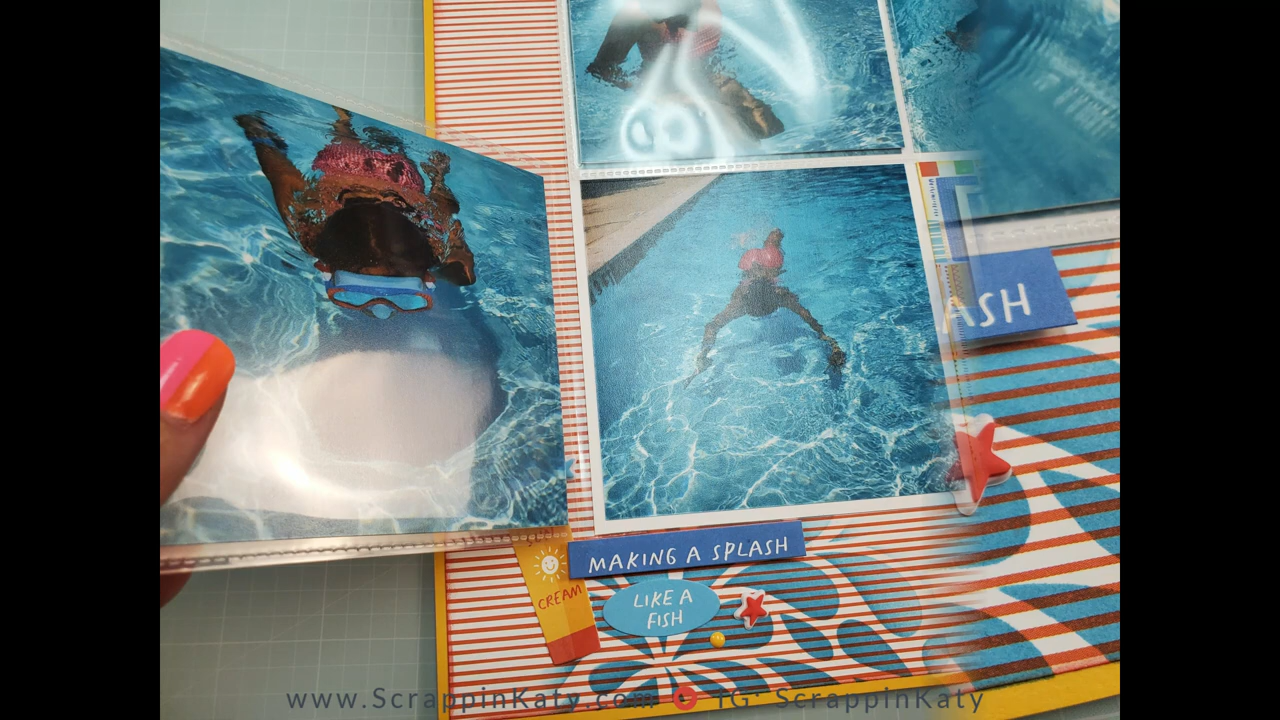 ASH
MAKING A SPLASH
CREAM
LIKE A
FISH
www.ScrappinKaty.com IG: ScrappinKaty